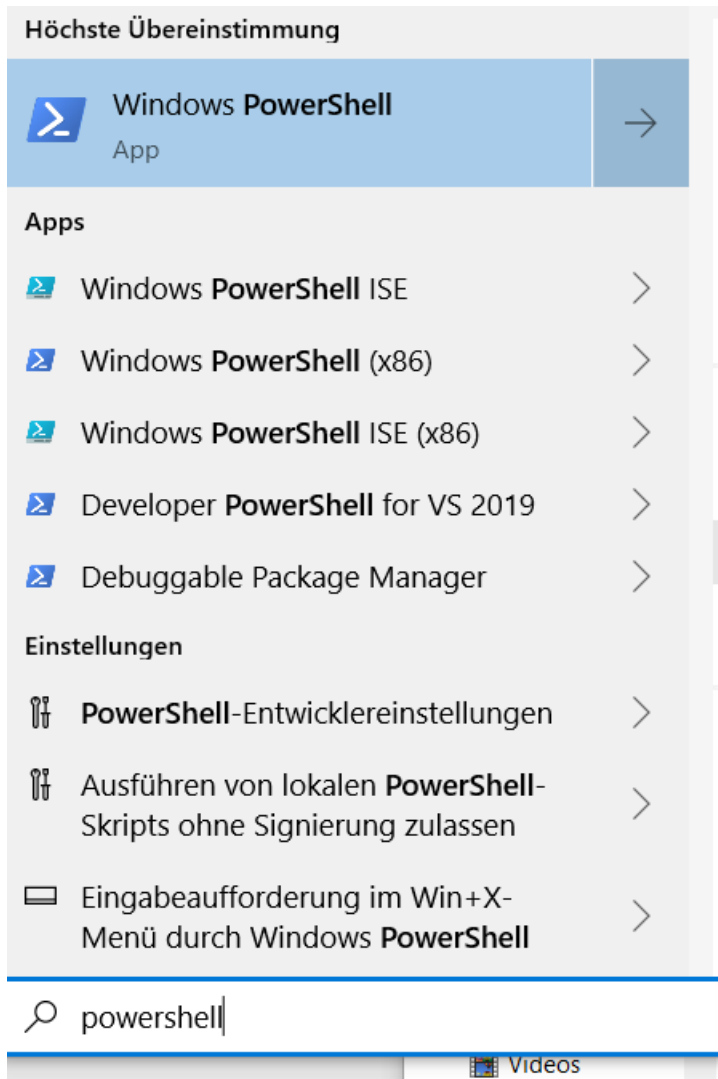 Höchste Übereinstimmung
Windows PowerShell
App
Apps
Windows PowerShell ISE
Windows PowerShell (x86)
Windows PowerShell ISE (x86)
Developer PowerShell for VS 2019
Debuggable Package Manager
Einstellungen
PowerShell-Entwicklereinstellungen
Ausführen von lokalen PowerShell-
Skripts ohne Signierung zulassen
Eingabeaufforderung im Win+X-
Menü durch Windows PowerShell
powershell
Videos